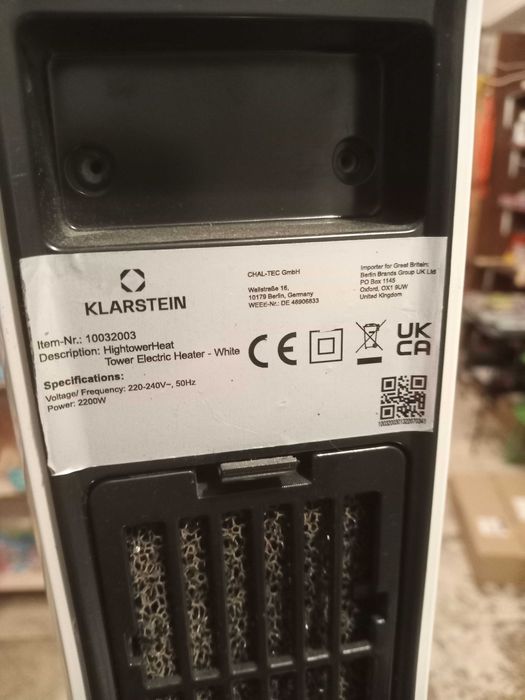 KLARSTEIN
CHAL-TEC GmbH
Wallstraße 16,
10179 Berlin, Germany
WEEE-Nr.: DE 46906833
Importer for Great Britain:
Berlin Brands Group UK Ltd
PO Box 1145
Oxford, OX1 9UW
United Kingdom
Item-Nr.: 10032003
Description: HightowerHeat
Tower Electric Heater - White
CE
UK
CA
Specifications:
Voltage/ Frequency: 220-240V~, 50Hz
Power: 2200W